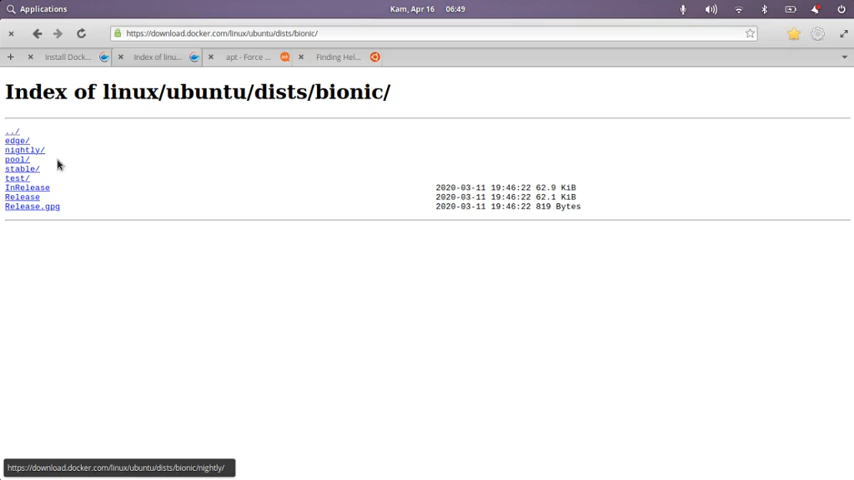 Applications
Kam, Apr 16 06:49
https://download.docker.com/linux/ubuntu/dists/bionic/
Install Dock...
Index of linu...
apt - Force ...
Finding Hel...
Index of linux/ubuntu/dists/bionic/
../
edge/
nightly/
pool/
stable/
test/
InRelease 2020-03-11 19:46:22 62.9 KiB
Release 2020-03-11 19:46:22 62.1 KiB
Release.gpg 2020-03-11 19:46:22 819 Bytes
https://download.docker.com/linux/ubuntu/dists/bionic/nightly/